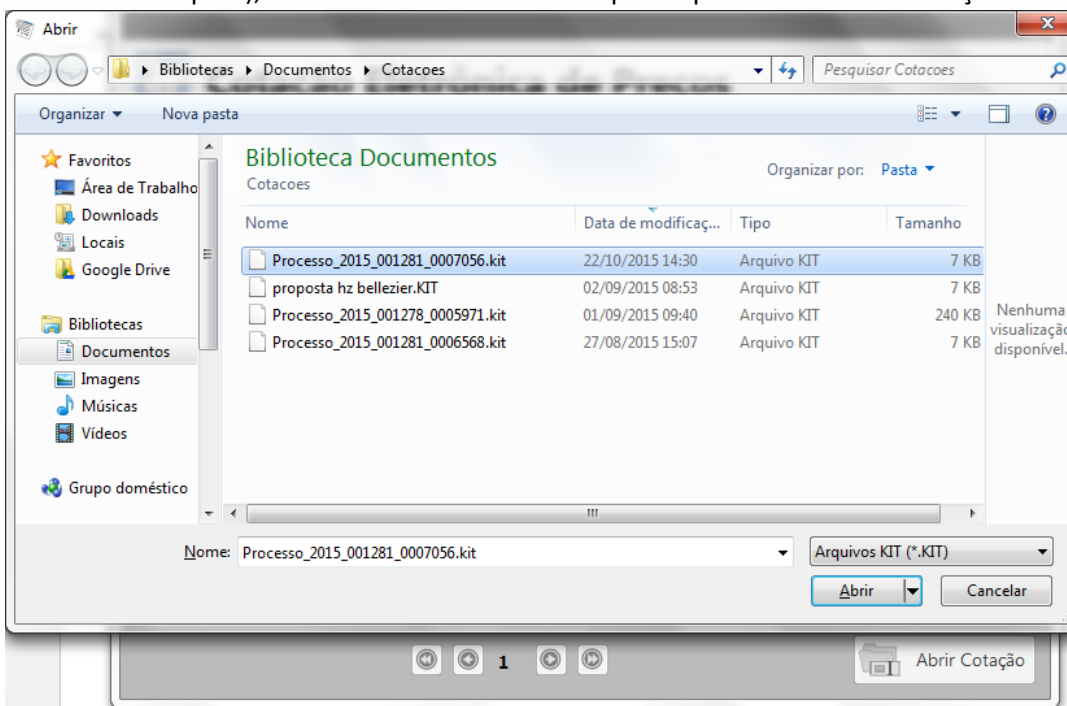 Abrir
Bibliotecas ▸ Documentos ▸ Cotacoes
Pesquisar Cotacoes
Cotação Eletrônica de Preços
Organizar
Nova pasta
Favoritos
Área de Trabalho
Downloads
Locais
Google Drive
Bibliotecas
Documentos
Imagens
Músicas
Vídeos
Grupo doméstico
Biblioteca Documentos
Cotacoes
Organizar por: Pasta
Nome Data de modificaç... Tipo Tamanho
Processo_2015_001281_0007056.kit 22/10/2015 14:30 Arquivo KIT 7 KB
proposta hz bellezier.KIT 02/09/2015 08:53 Arquivo KIT 7 KB
Processo_2015_001278_0005971.kit 01/09/2015 09:40 Arquivo KIT 240 KB
Processo_2015_001281_0006568.kit 27/08/2015 15:07 Arquivo KIT 7 KB
Nenhuma
visualização
disponível.
Nome: Processo_2015_001281_0007056.kit
Arquivos KIT (*.KIT)
Abrir
Cancelar
1
Abrir Cotação